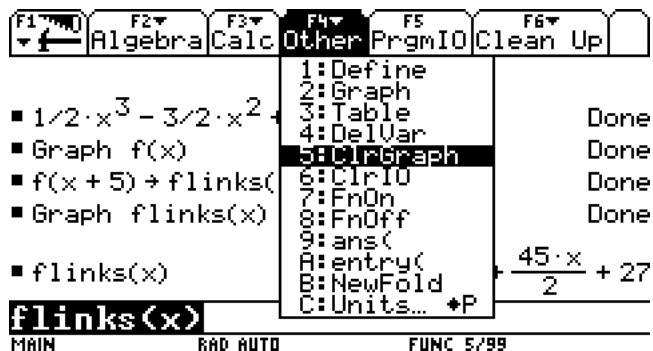 F1 F2 F3 F4 F5 F6
Algebra Calc Other PrgmIO Clean Up
1:Define
2:Graph
3:Table
4:DelVar
5:ClrGraph
6:ClrIO
7:FnOn
8:FnOff
9:ans(
A:entry(
B:NewFold
C:Units… ◆P
▪ 1/2·x^3 - 3/2·x^2 + Done
▪ Graph f(x) Done
▪ f(x + 5) → flinks( Done
▪ Graph flinks(x) Done
▪ flinks(x) + 45·x/2 + 27
flinks(x)
MAIN RAD AUTO FUNC 5/99